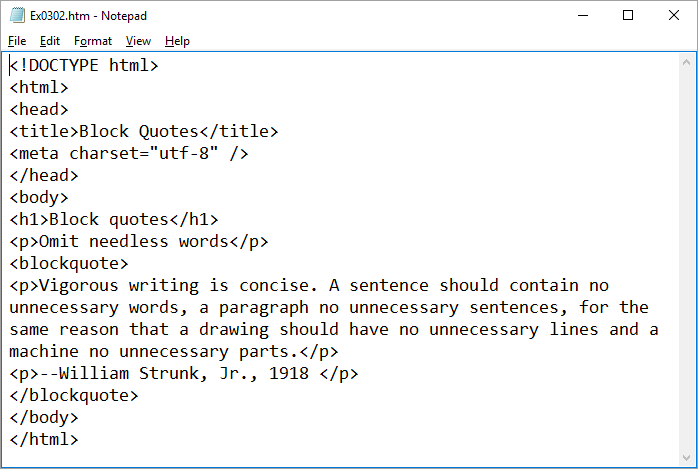 Ex0302.htm - Notepad
File Edit Format View Help
<!DOCTYPE html>
<html>
<head>
<title>Block Quotes</title>
<meta charset="utf-8" />
</head>
<body>
<h1>Block quotes</h1>
<p>Omit needless words</p>
<blockquote>
<p>Vigorous writing is concise. A sentence should contain no
unnecessary words, a paragraph no unnecessary sentences, for the
same reason that a drawing should have no unnecessary lines and a
machine no unnecessary parts.</p>
<p>--William Strunk, Jr., 1918 </p>
</blockquote>
</body>
</html>